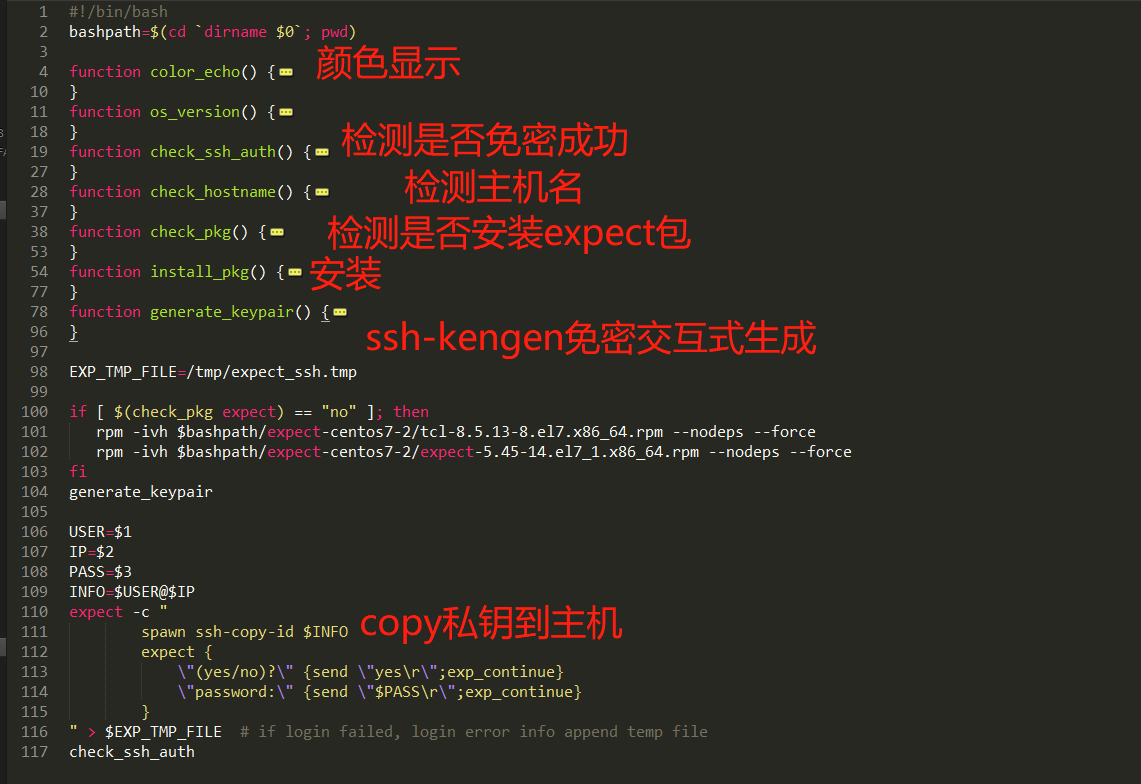 1 #!/bin/bash
2 bashpath=$(cd `dirname $0`; pwd)
3
4 function color_echo() { 颜色显示
10 }
11 function os_version() {
18 }
19 function check_ssh_auth() { 检测是否免密成功
27 }
28 function check_hostname() { 检测主机名
37 }
38 function check_pkg() { 检测是否安装expect包
53 }
54 function install_pkg() { 安装
77 }
78 function generate_keypair() {
96 } ssh-kengen免密交互式生成
97
98 EXP_TMP_FILE=/tmp/expect_ssh.tmp
99
100 if [ $(check_pkg expect) == "no" ]; then
101 rpm -ivh $bashpath/expect-centos7-2/tcl-8.5.13-8.el7.x86_64.rpm --nodeps --force
102 rpm -ivh $bashpath/expect-centos7-2/expect-5.45-14.el7_1.x86_64.rpm --nodeps --force
103 fi
104 generate_keypair
105
106 USER=$1
107 IP=$2
108 PASS=$3
109 INFO=$USER@$IP
110 expect -c "
111 spawn ssh-copy-id $INFO copy私钥到主机
112 expect {
113 \"(yes/no)?\" {send \"yes\r\";exp_continue}
114 \"password:\" {send \"$PASS\r\";exp_continue}
115 }
116 " > $EXP_TMP_FILE # if login failed, login error info append temp file
117 check_ssh_auth